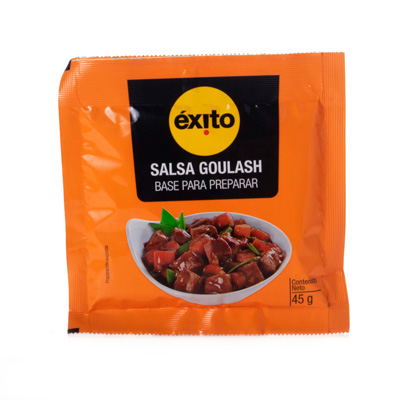 éxito
SALSA GOULASH
BASE PARA PREPARAR
Contenido
Neto
45 g